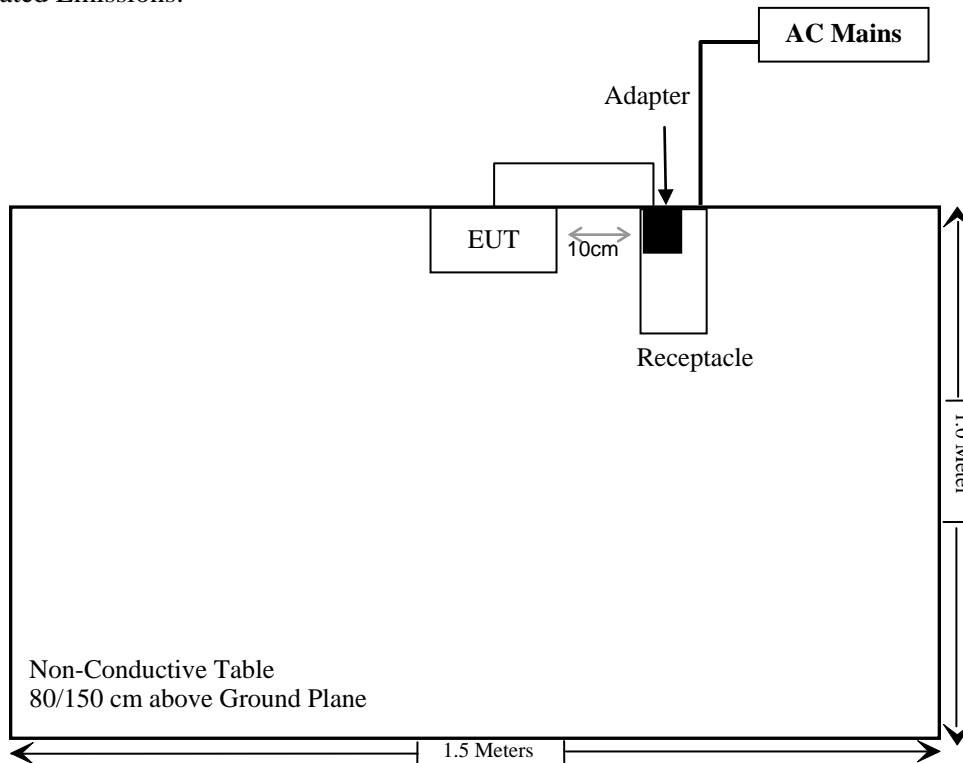 AC Mains
Adapter
EUT
10cm
Receptacle
Non-Conductive Table
80/150 cm above Ground Plane
1.5 Meters